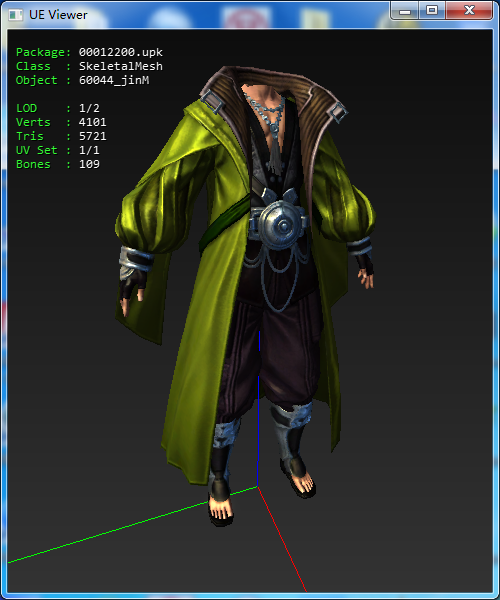 UE Viewer
Package: 00012200.upk
Class  : SkeletalMesh
Object : 60044_jinM
LOD    : 1/2
Verts  : 4101
Tris   : 5721
UV Set : 1/1
Bones  : 109